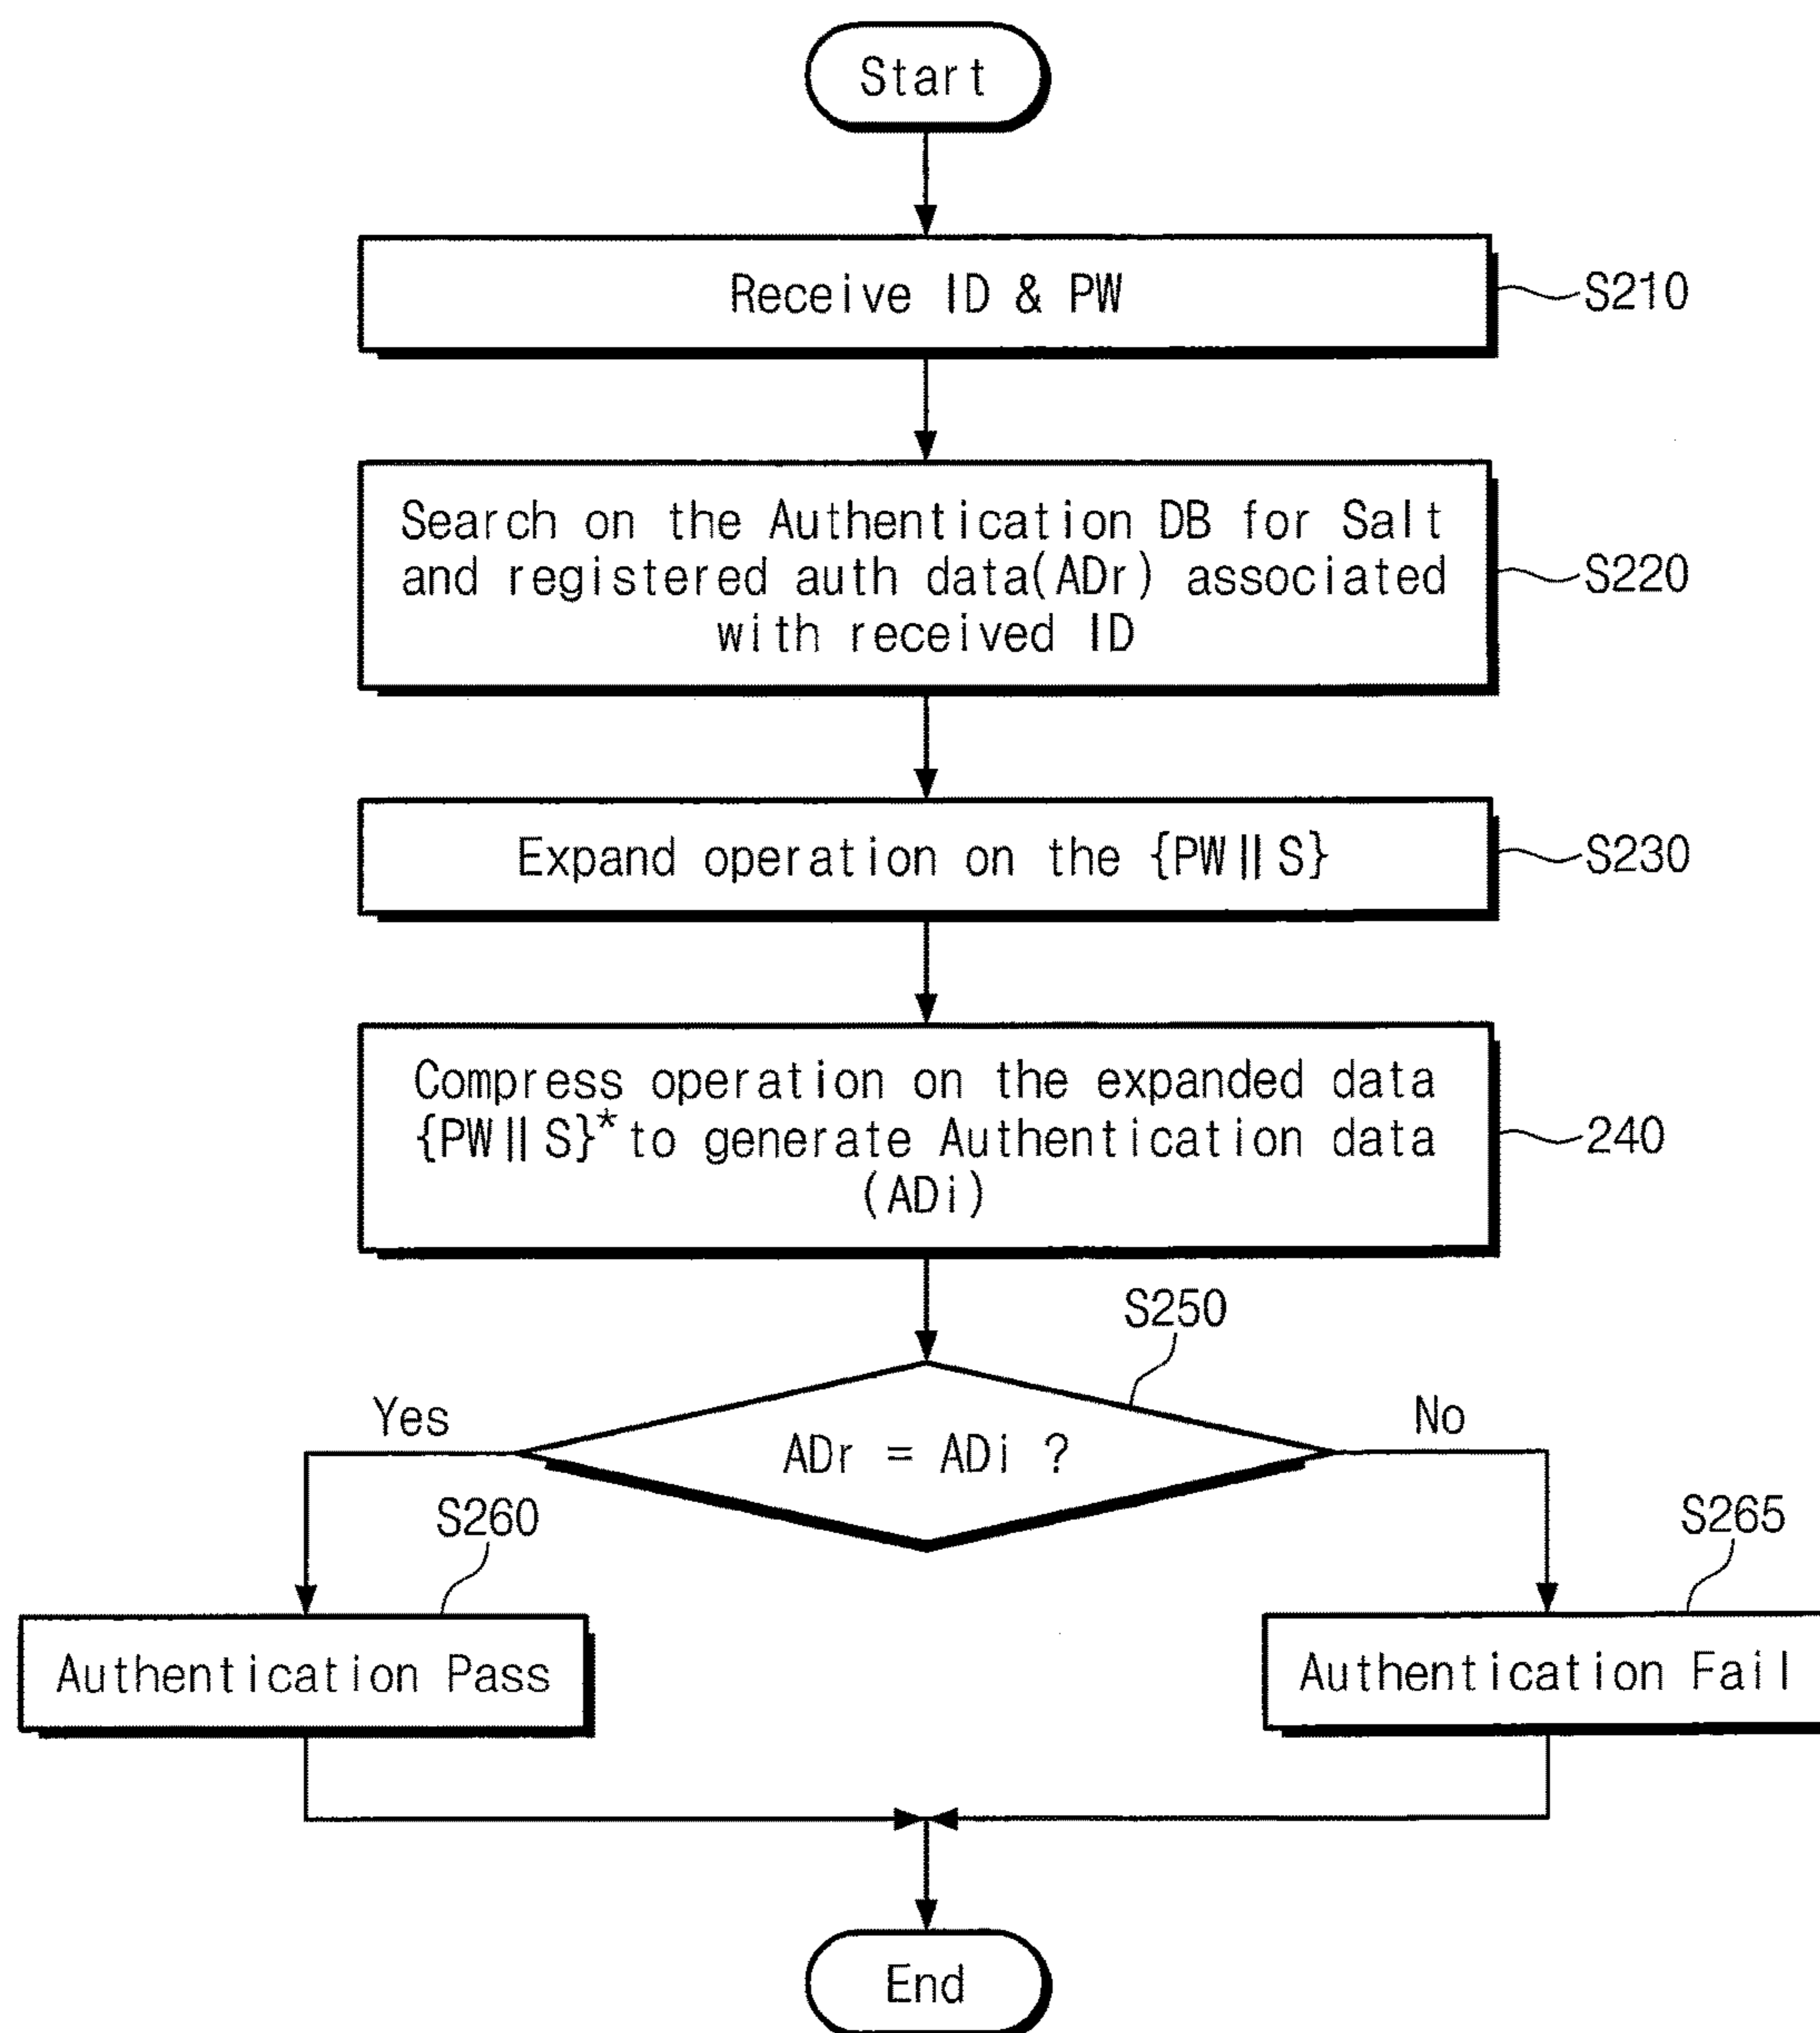 Start
Receive ID & PW
S210
Search on the Authentication DB for Salt
and registered auth data(ADr) associated
with received ID
S220
Expand operation on the {PW||S}
S230
Compress operation on the expanded data
{PW||S}* to generate Authentication data
(ADi)
240
S250
Yes
ADr = ADi ?
No
S260
S265
Authentication Pass
Authentication Fail
End